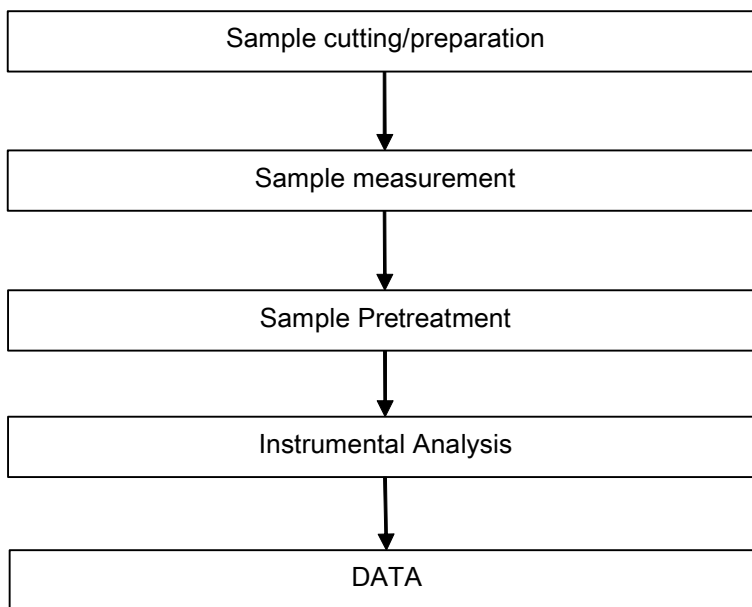 Sample cutting/preparation
Sample measurement
Sample Pretreatment
Instrumental Analysis
DATA